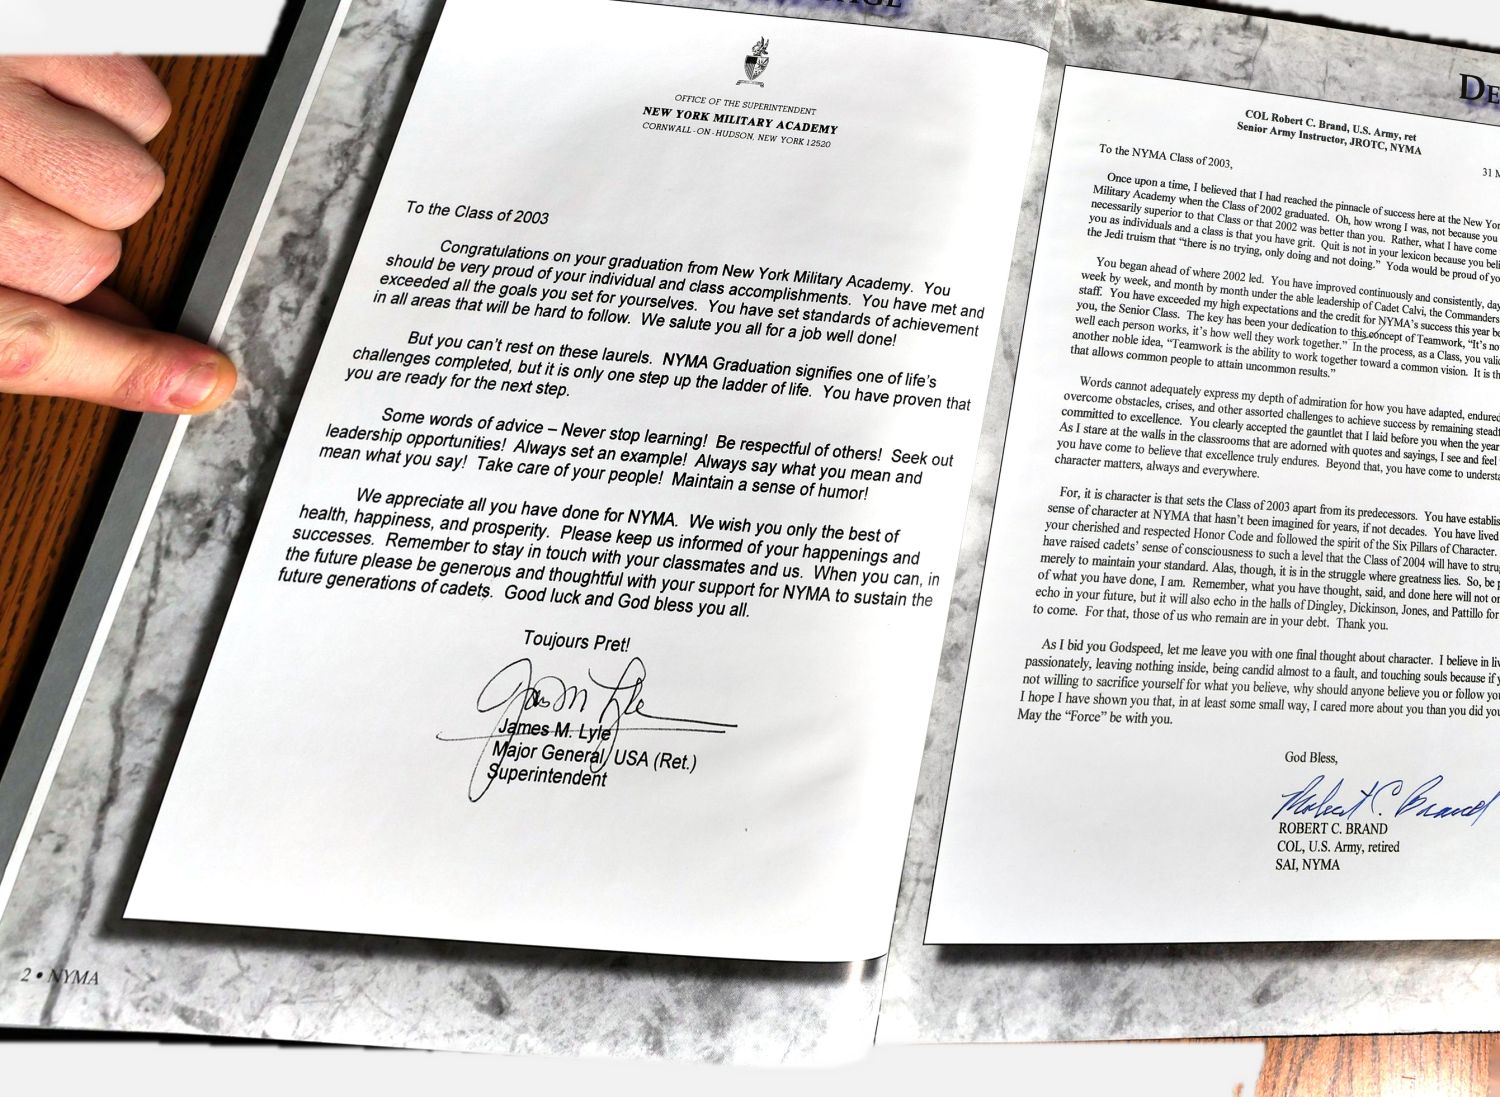 OFFICE OF THE SUPERINTENDENT
NEW YORK MILITARY ACADEMY
CORNWALL-ON-HUDSON, NEW YORK 12520
To the Class of 2003
Congratulations on your graduation from New York Military Academy. You
should be very proud of your individual and class accomplishments. You have met and
exceeded all the goals you set for yourselves. You have set standards of achievement
in all areas that will be hard to follow. We salute you all for a job well done!
But you can't rest on these laurels. NYMA Graduation signifies one of life's
challenges completed, but it is only one step up the ladder of life. You have proven that
you are ready for the next step.
Some words of advice – Never stop learning! Be respectful of others! Seek out
leadership opportunities! Always set an example! Always say what you mean and
mean what you say! Take care of your people! Maintain a sense of humor!
We appreciate all you have done for NYMA. We wish you only the best of
health, happiness, and prosperity. Please keep us informed of your happenings and
successes. Remember to stay in touch with your classmates and us. When you can, in
the future please be generous and thoughtful with your support for NYMA to sustain the
future generations of cadets. Good luck and God bless you all.
Toujours Pret!
James M. Lyle
James M. Lyle
Major General, USA (Ret.)
Superintendent
2 • NYMA
COL Robert C. Brand, U.S. Army, ret
Senior Army Instructor, JROTC, NYMA
31
To the NYMA Class of 2003,
Once upon a time, I believed that I had reached the pinnacle of success here at the New
Military Academy when the Class of 2002 graduated. Oh, how wrong I was, not because you
necessarily superior to that Class or that 2002 was better than you. Rather, what I have come
you as individuals and a class is that you have grit. Quit is not in your lexicon because you
the Jedi truism that "there is no trying, only doing and not doing." Yoda would be proud of
You began ahead of where 2002 led. You have improved continuously and consistently,
week by week, and month by month under the able leadership of Cadet Calvi, the Commanders
staff. You have exceeded my high expectations and the credit for NYMA's success this year
you, the Senior Class. The key has been your dedication to this concept of Teamwork, "It's
well each person works, it's how well they work together." In the process, as a Class, you
another noble idea, "Teamwork is the ability to work together toward a common vision. It is
that allows common people to attain uncommon results."
Words cannot adequately express my depth of admiration for how you have adapted, endured
overcome obstacles, crises, and other assorted challenges to achieve success by remaining
committed to excellence. You clearly accepted the gauntlet that I laid before you when the year
As I stare at the walls in the classrooms that are adorned with quotes and sayings, I see and feel
you have come to believe that excellence truly endures. Beyond that, you have come to
character matters, always and everywhere.
For, it is character is that sets the Class of 2003 apart from its predecessors. You have
sense of character at NYMA that hasn't been imagined for years, if not decades. You have lived
your cherished and respected Honor Code and followed the spirit of the Six Pillars of Character.
have raised cadets' sense of consciousness to such a level that the Class of 2004 will have to
merely to maintain your standard. Alas, though, it is in the struggle where greatness lies. So, be
of what you have done, I am. Remember, what you have thought, said, and done here will not
echo in your future, but it will also echo in the halls of Dingley, Dickinson, Jones, and Pattillo for
to come. For that, those of us who remain are in your debt. Thank you.
As I bid you Godspeed, let me leave you with one final thought about character. I believe in
passionately, leaving nothing inside, being candid almost to a fault, and touching souls because if
not willing to sacrifice yourself for what you believe, why should anyone believe you or follow
I hope I have shown you that, in at least some small way, I cared more about you than you did
May the "Force" be with you.
God Bless,
Robert C. Brand
ROBERT C. BRAND
COL, U.S. Army, retired
SAI, NYMA